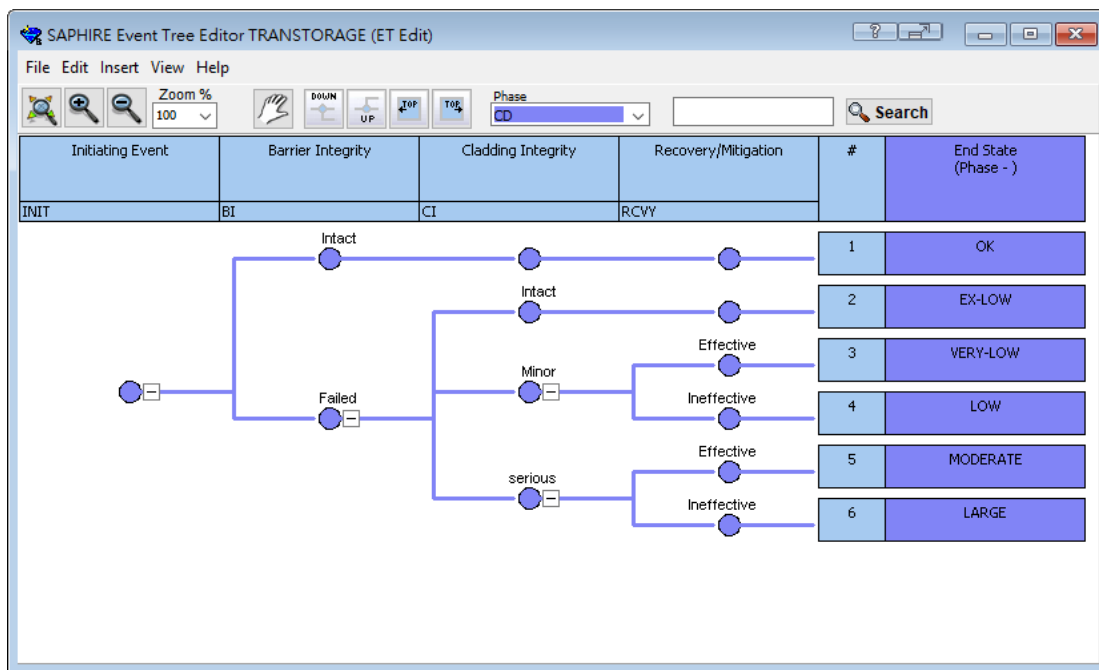 SAPHIRE Event Tree Editor TRANSTORAGE (ET Edit)
File Edit Insert View Help
Zoom %
100
DOWN
UP
TOP
TOP
Phase
CD
Search
Initiating Event Barrier Integrity Cladding Integrity Recovery/Mitigation # End State
(Phase - )
INIT BI CI RCVY
Intact
1 OK
Intact
2 EX-LOW
Effective
3 VERY-LOW
Minor
Failed
Ineffective
4 LOW
Effective
5 MODERATE
serious
Ineffective
6 LARGE